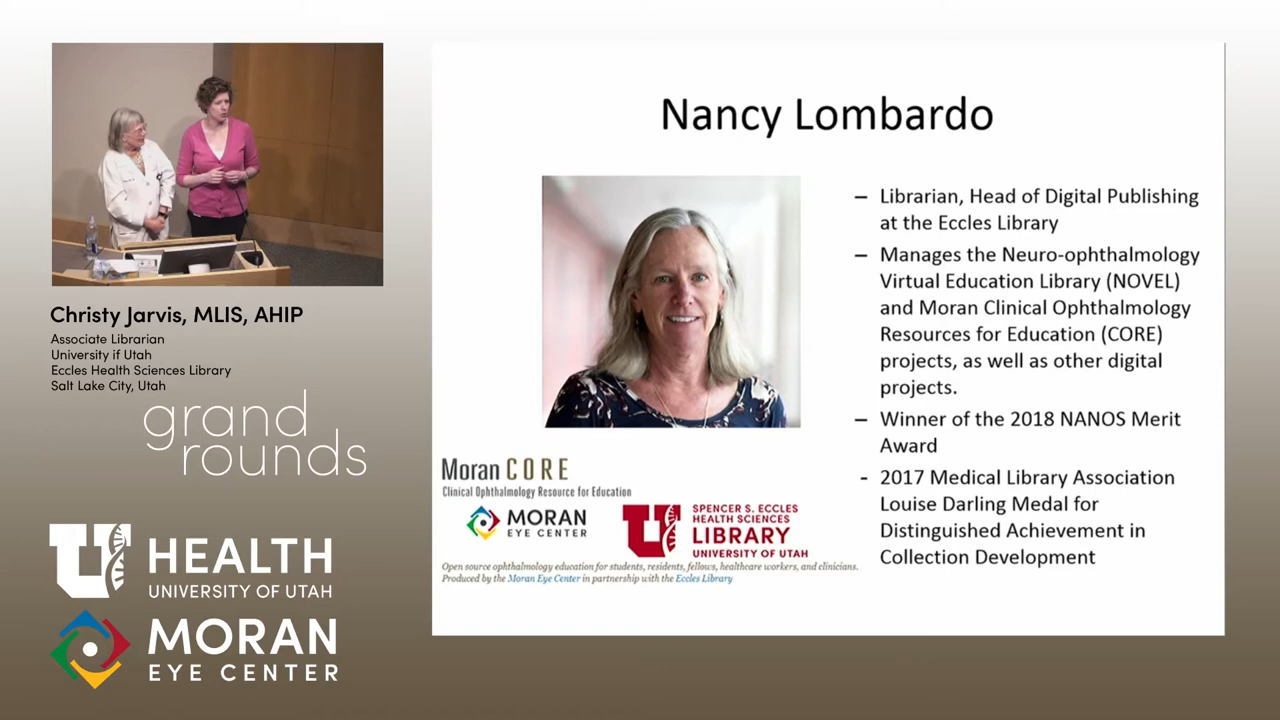 Christy Jarvis, MLIS, AHIP
Associate Librarian
University if Utah
Eccles Health Sciences Library
Salt Lake City, Utah
grand
rounds
U HEALTH
UNIVERSITY OF UTAH
MORAN
EYE CENTER
Nancy Lombardo
– Librarian, Head of Digital Publishing
at the Eccles Library
– Manages the Neuro-ophthalmology
Virtual Education Library (NOVEL)
and Moran Clinical Ophthalmology
Resources for Education (CORE)
projects, as well as other digital
projects.
– Winner of the 2018 NANOS Merit
Award
- 2017 Medical Library Association
Louise Darling Medal for
Distinguished Achievement in
Collection Development
Moran CORE
Clinical Ophthalmology Resource for Education
MORAN
EYE CENTER
U
SPENCER S. ECCLES
HEALTH SCIENCES
LIBRARY
UNIVERSITY OF UTAH
Open source ophthalmology education for students, residents, fellows, healthcare workers, and clinicians.
Produced by the Moran Eye Center in partnership with the Eccles Library